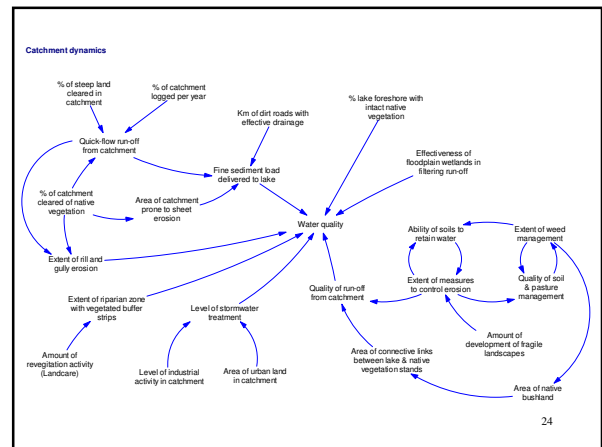 Catchment dynamics
% of steep land
cleared in
catchment
% of catchment
logged per year
% lake foreshore with
intact native
vegetation
Km of dirt roads with
effective drainage
Quick-flow run-off
from catchment
Effectiveness of
floodplain wetlands in
filtering run-off
Fine sediment load
delivered to lake
% of catchment
cleared of native
vegetation
Area of catchment
prone to sheet
erosion
Water quality
Ability of soils to
retain water
Extent of weed
management
Extent of rill and
gully erosion
Quality of run-off
from catchment
Extent of measures
to control erosion
Quality of soil
& pasture
management
Extent of riparian zone
with vegetated buffer
strips
Level of stormwater
treatment
Amount of
development of fragile
landscapes
Amount of
revegitation activity
(Landcare)
Level of industrial
activity in catchment
Area of urban land
in catchment
Area of connective links
between lake & native
vegetation stands
Area of native
bushland
24